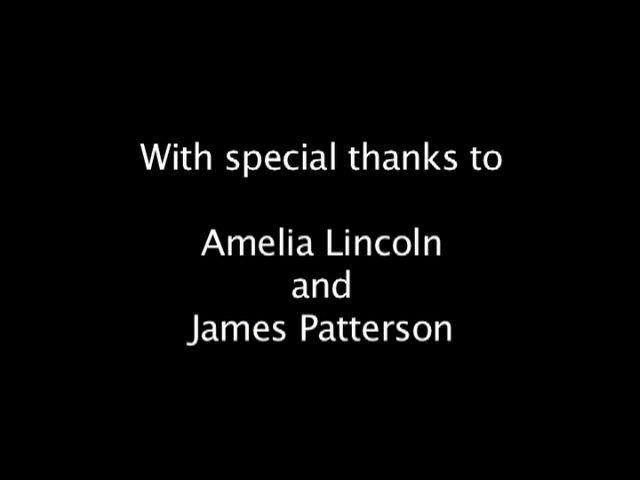 With special thanks to
Amelia Lincoln
and
James Patterson